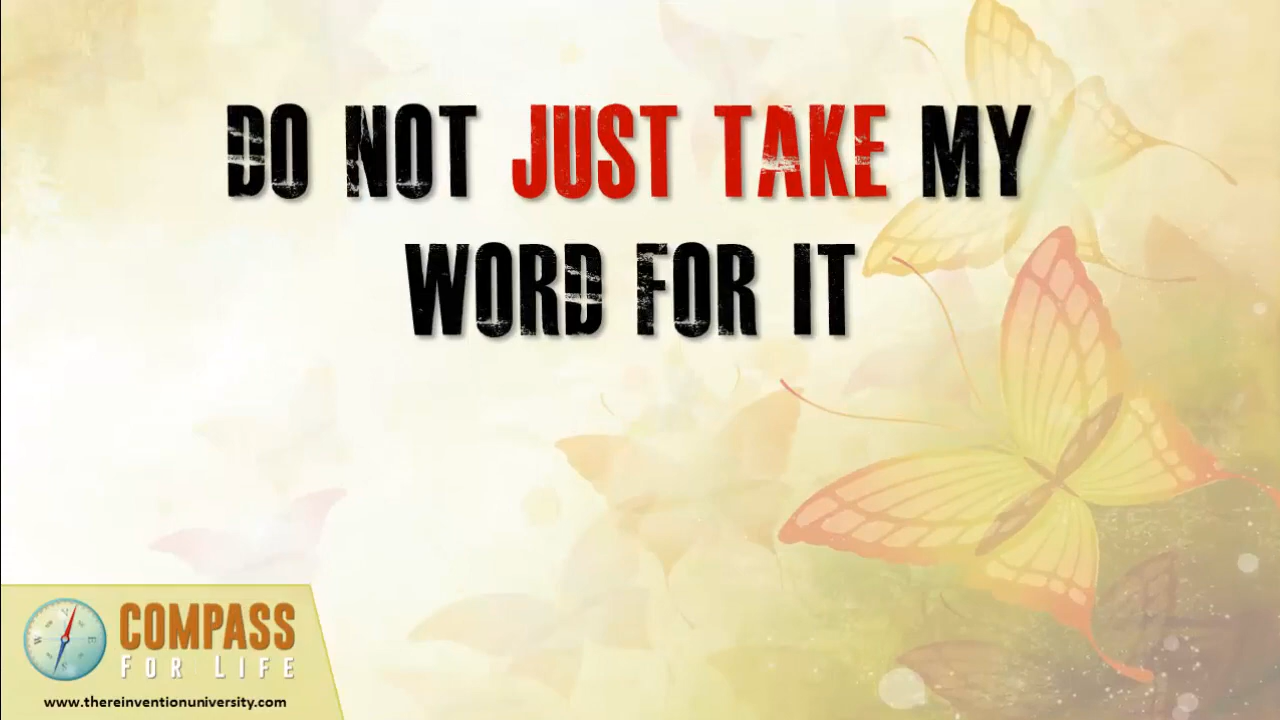 DO NOT JUST TAKE MY
WORD FOR IT
COMPASS
FOR LIFE
www.thereinventionuniversity.com